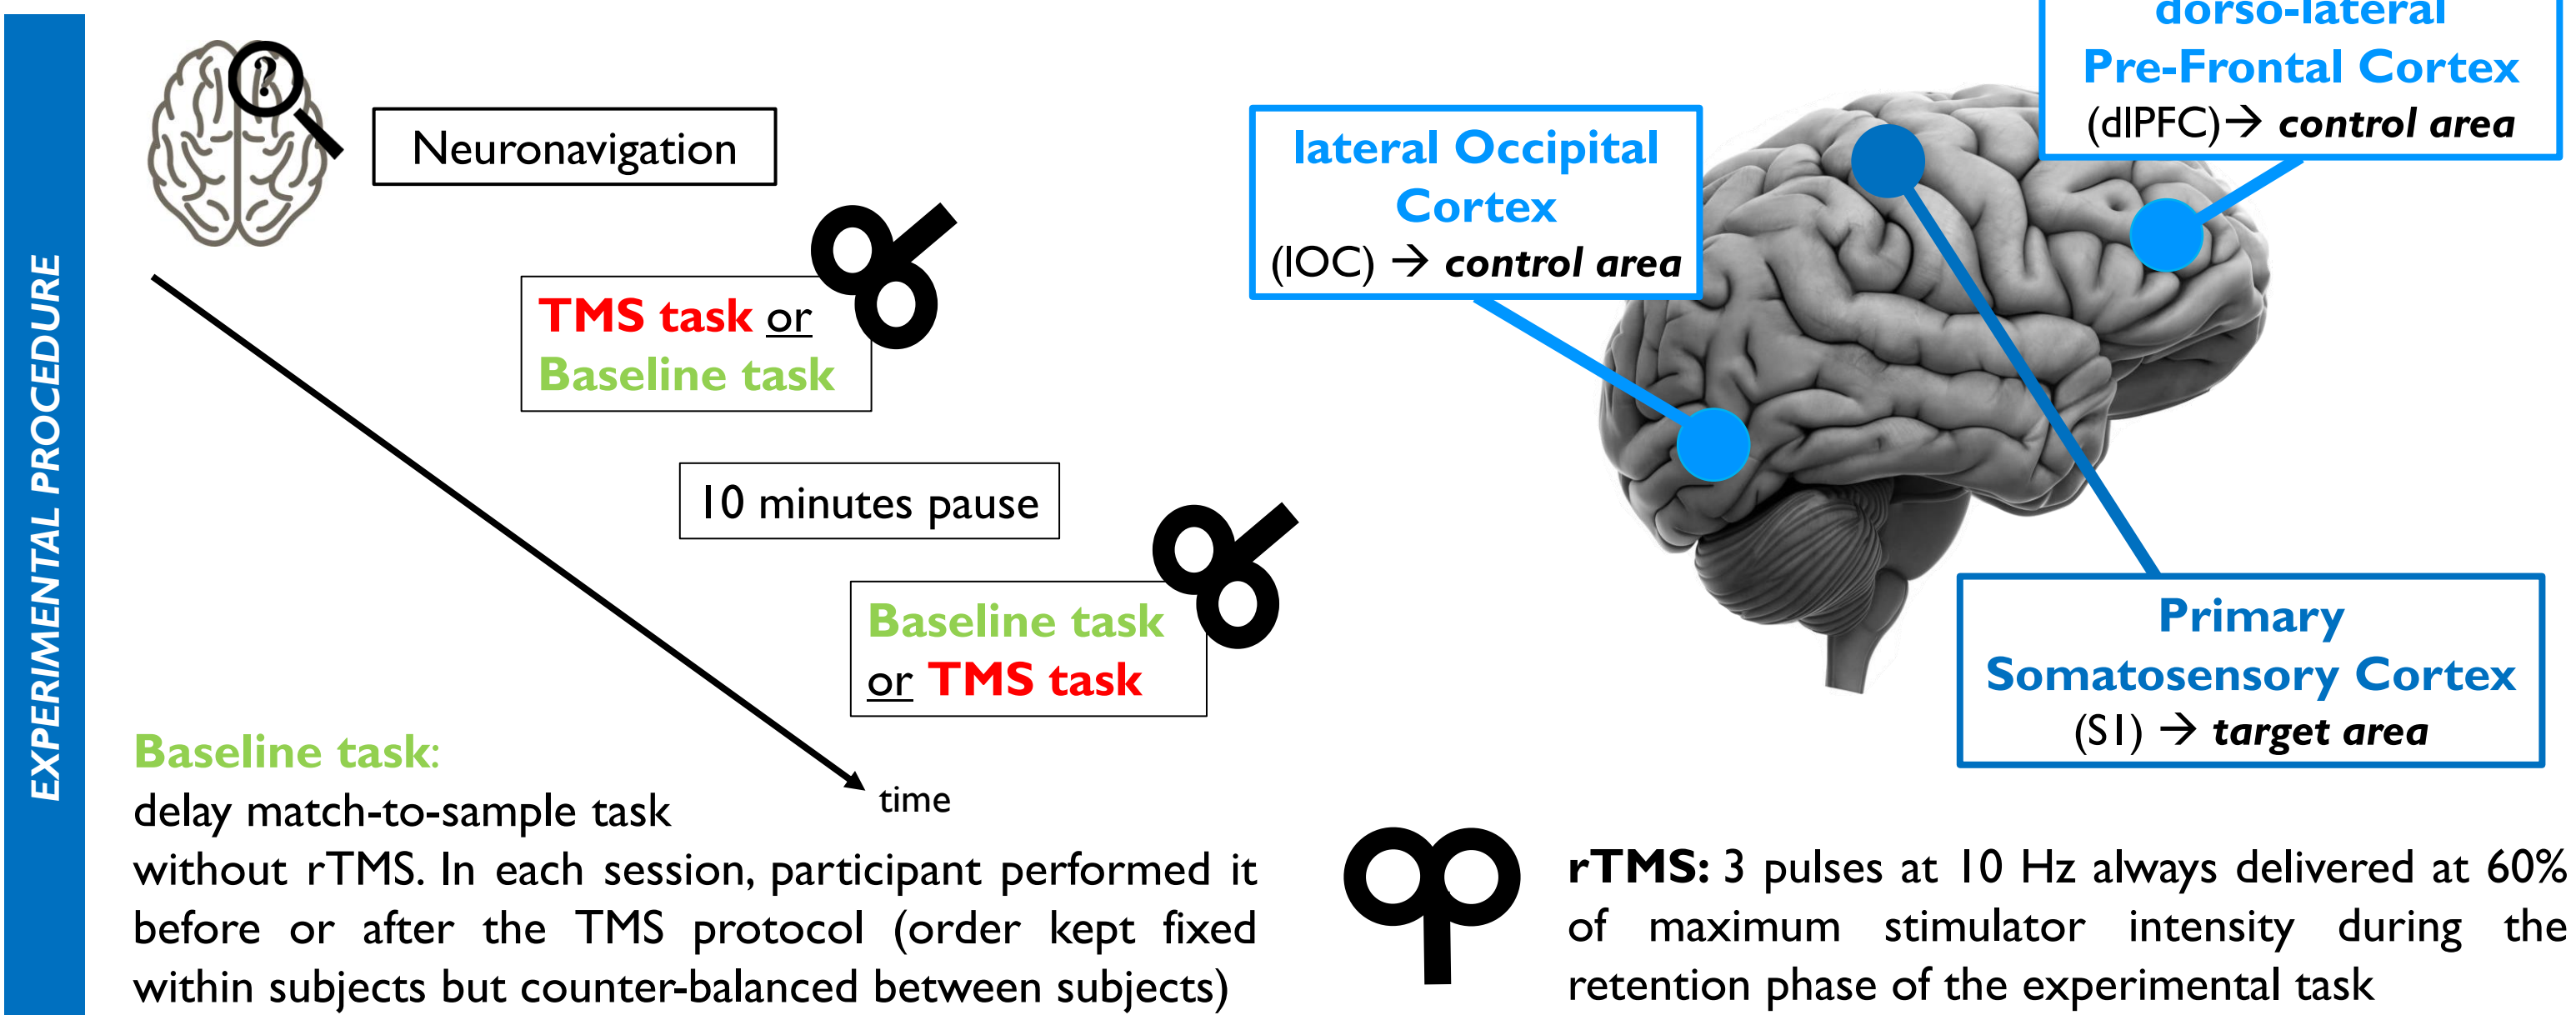 EXPERIMENTAL PROCEDURE
?
Neuronavigation
TMS task or
Baseline task
10 minutes pause
Baseline task
or TMS task
time
Baseline task:
delay match-to-sample task
without rTMS. In each session, participant performed it
before or after the TMS protocol (order kept fixed
within subjects but counter-balanced between subjects)
lateral Occipital
Cortex
(lOC) → control area
dorso-lateral
Pre-Frontal Cortex
(dlPFC)→ control area
Primary
Somatosensory Cortex
(S1) → target area
rTMS: 3 pulses at 10 Hz always delivered at 60%
of maximum stimulator intensity during the
retention phase of the experimental task